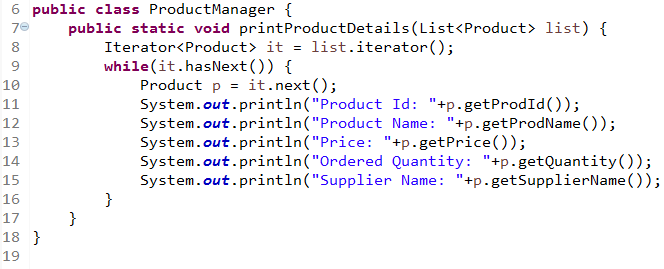 6 public class ProductManager {
7 public static void printProductDetails(List<Product> list) {
8 Iterator<Product> it = list.iterator();
9 while(it.hasNext()) {
10 Product p = it.next();
11 System.out.println("Product Id: "+p.getProdId());
12 System.out.println("Product Name: "+p.getProdName());
13 System.out.println("Price: "+p.getPrice());
14 System.out.println("Ordered Quantity: "+p.getQuantity());
15 System.out.println("Supplier Name: "+p.getSupplierName());
16 }
17 }
18 }
19